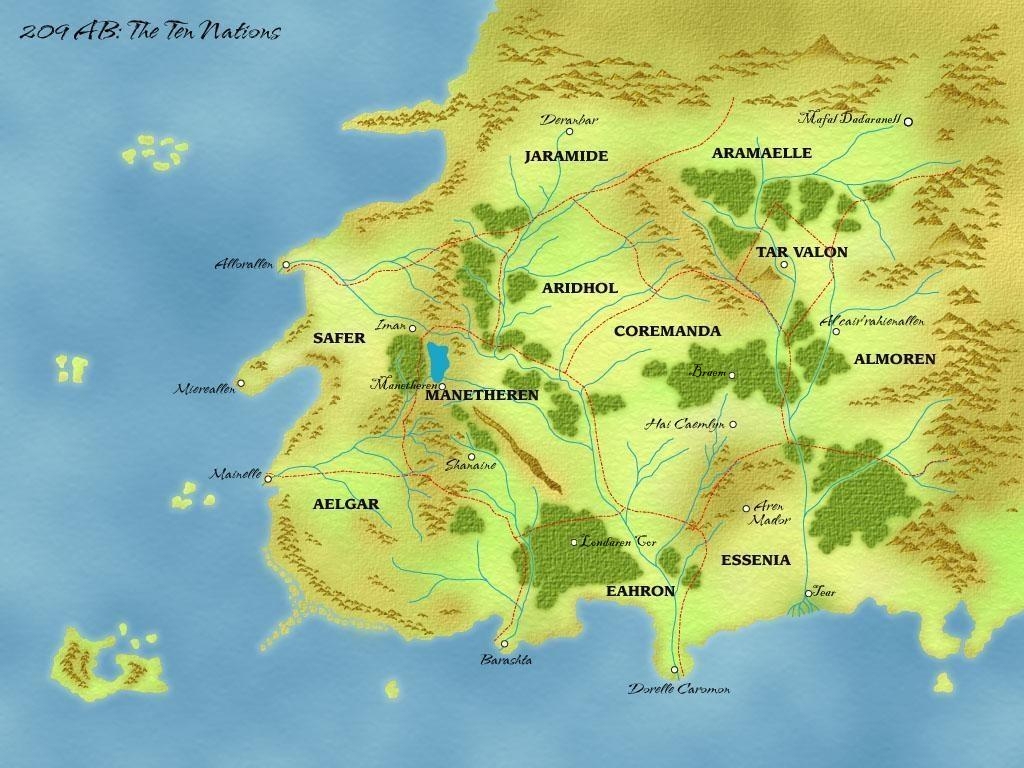 209 AB: The Ten Nations
Deranbar
Mafal Dadaranell
JARAMIDE
ARAMAELLE
TAR VALON
Allorallen
ARIDHOL
Al'cair'rahienallen
Iman
SAFER
COREMANDA
ALMOREN
Braem
Miereallen
Manetheren
MANETHEREN
Hai Caemlyn
Shanaine
Mainelle
AELGAR
Aren
Mador
Londaren Cor
ESSENIA
EAHRON
Tear
Barashta
Dorelle Caromon